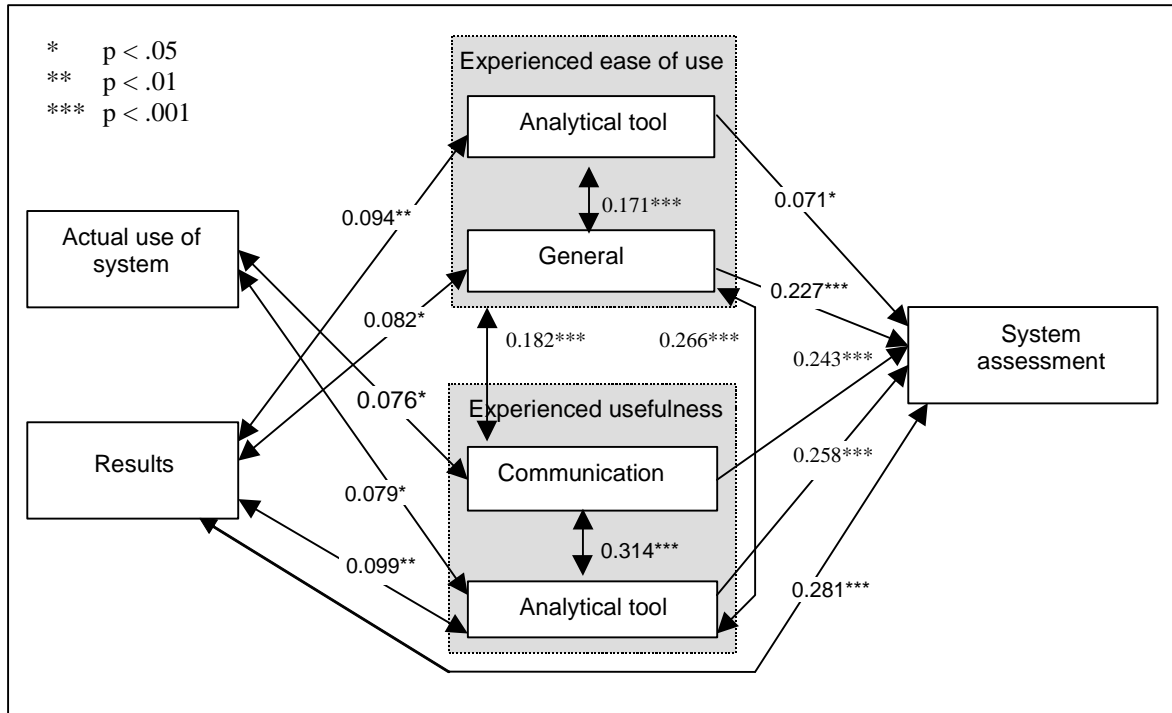 * p < .05
** p < .01
*** p < .001
Experienced ease of use
Analytical tool
0.171***
General
Actual use of
system
Results
0.094**
0.082*
0.076*
0.079*
0.099**
0.182***
0.266***
Experienced usefulness
Communication
0.314***
Analytical tool
0.071*
0.227***
0.243***
0.258***
0.281***
System
assessment